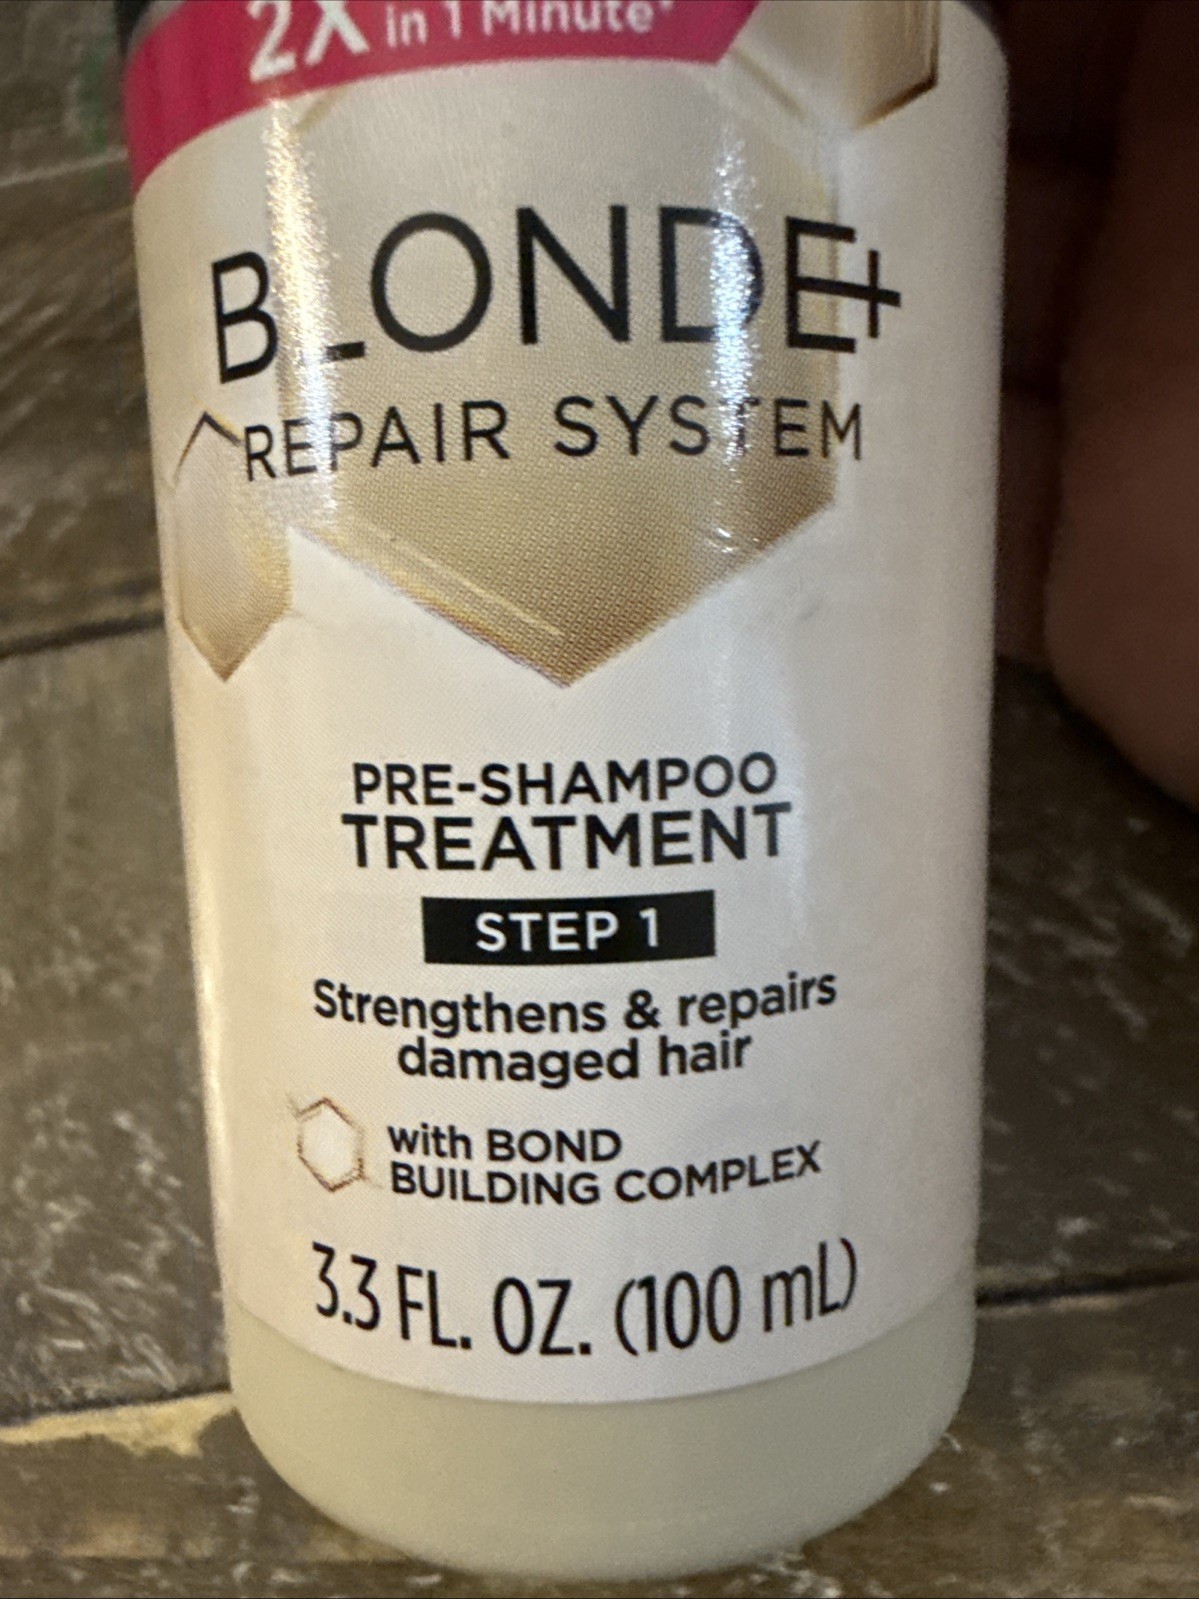 2X in 1 Minute*
BLONDE+
REPAIR SYSTEM
PRE-SHAMPOO
TREATMENT
STEP 1
Strengthens & repairs
damaged hair
with BOND
BUILDING COMPLEX
3.3 FL. OZ. (100 mL)